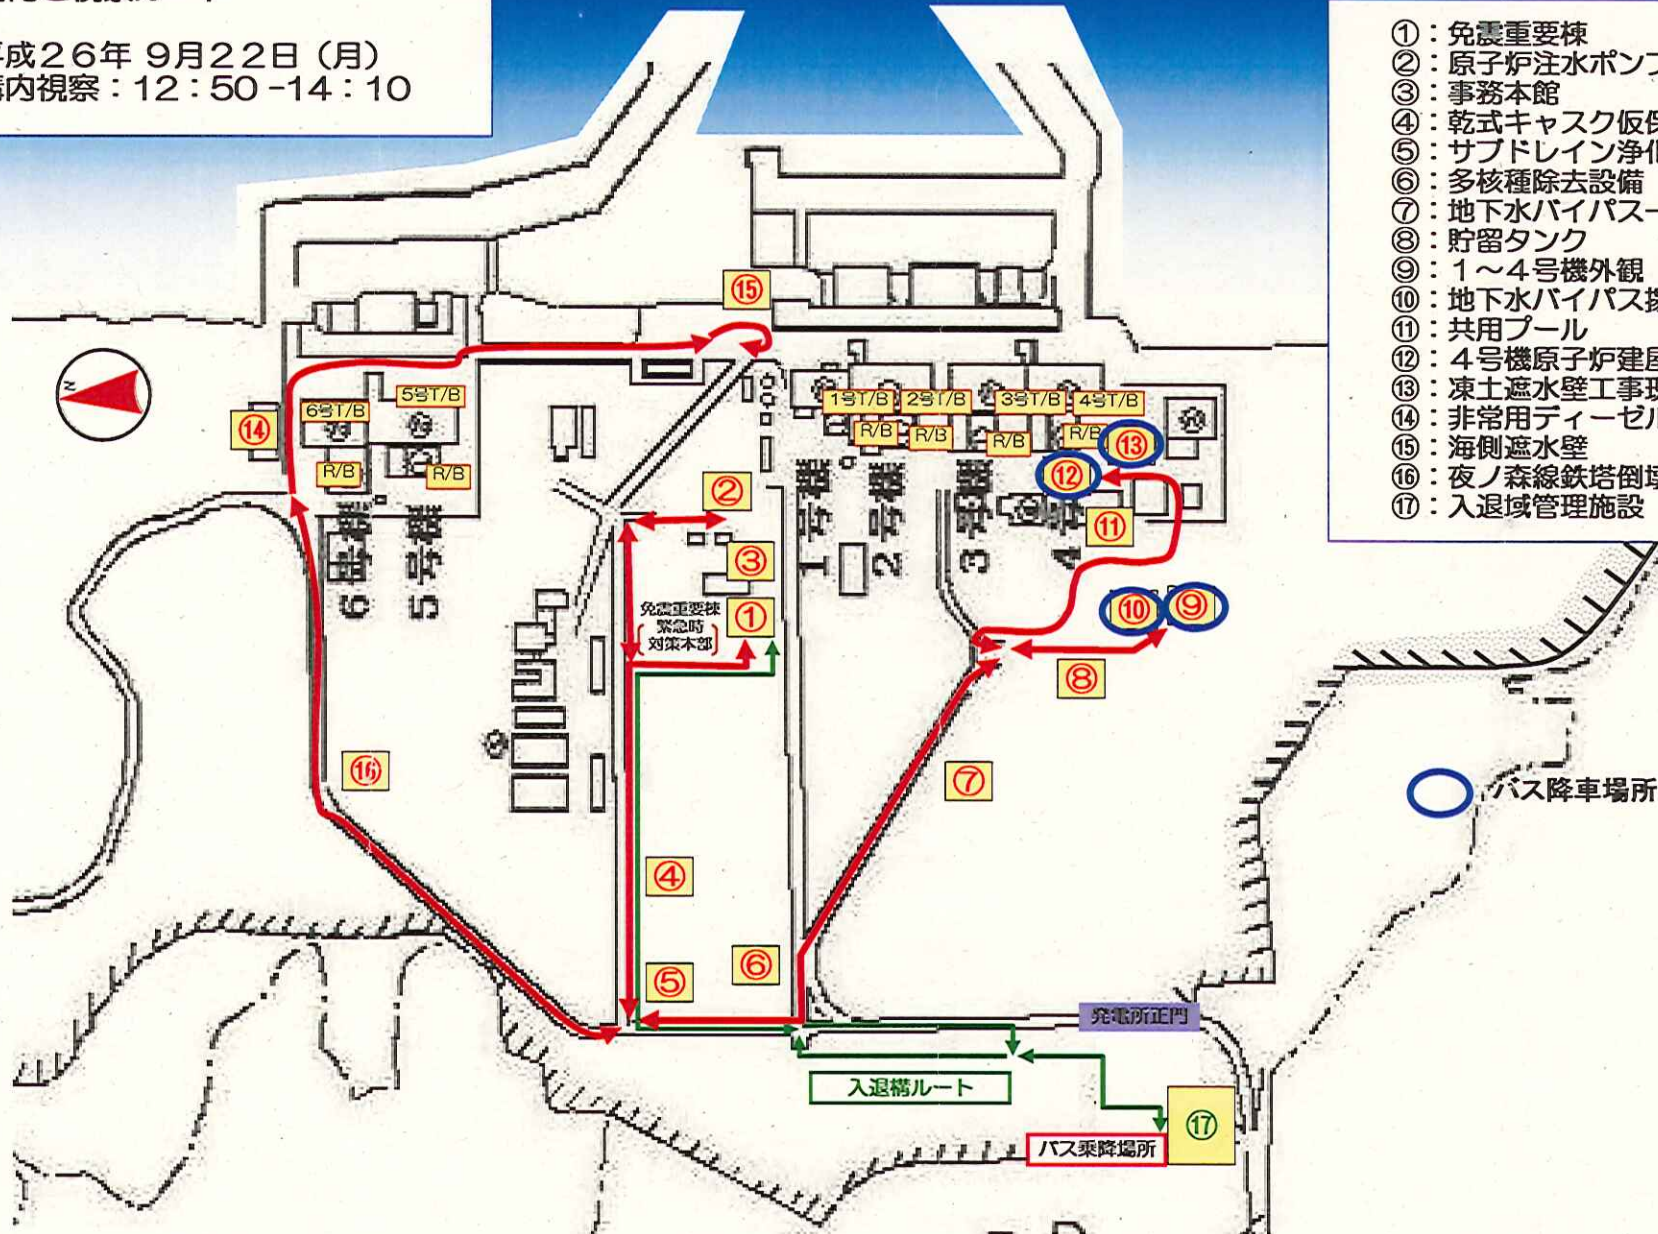 平成26年 9月22日（月）
構内視察：12：50-14：10
①：免震重要棟
②：原子炉注水ポンプ
③：事務本館
④：乾式キャスク仮保
⑤：サブドレイン浄化
⑥：多核種除去設備
⑦：地下水バイパス一
⑧：貯留タンク
⑨：1～4号機外観
⑩：地下水バイパス揚
⑪：共用プール
⑫：4号機原子炉建屋
⑬：凍土遮水壁工事現
⑭：非常用ディーゼル
⑮：海側遮水壁
⑯：夜ノ森線鉄塔倒壊
⑰：入退域管理施設
N
⑮
⑭
6号T/B
5号T/B
R/B
R/B
1号T/B
2号T/B
3号T/B
4号T/B
R/B
R/B
R/B
R/B
⑬
⑫
⑪
②
③
①
免震重要棟
緊急時
対策本部
6号機
5号機
1号機
2号機
3号機
4号機
⑩
⑨
⑧
⑦
⑯
④
⑤
⑥
バス降車場所
発電所正門
入退構ルート
⑰
バス乗降場所